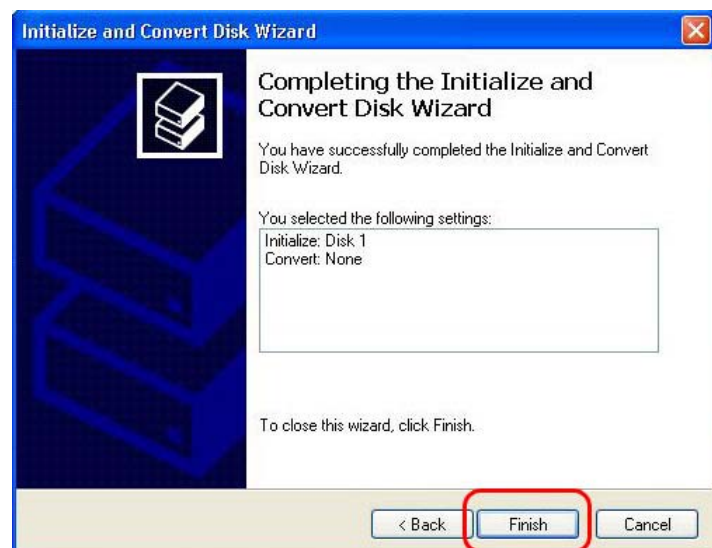 Initialize and Convert Disk Wizard
Completing the Initialize and
Convert Disk Wizard
You have successfully completed the Initialize and Convert
Disk Wizard.
You selected the following settings:
Initialize: Disk 1
Convert: None
To close this wizard, click Finish.
< Back
Finish
Cancel